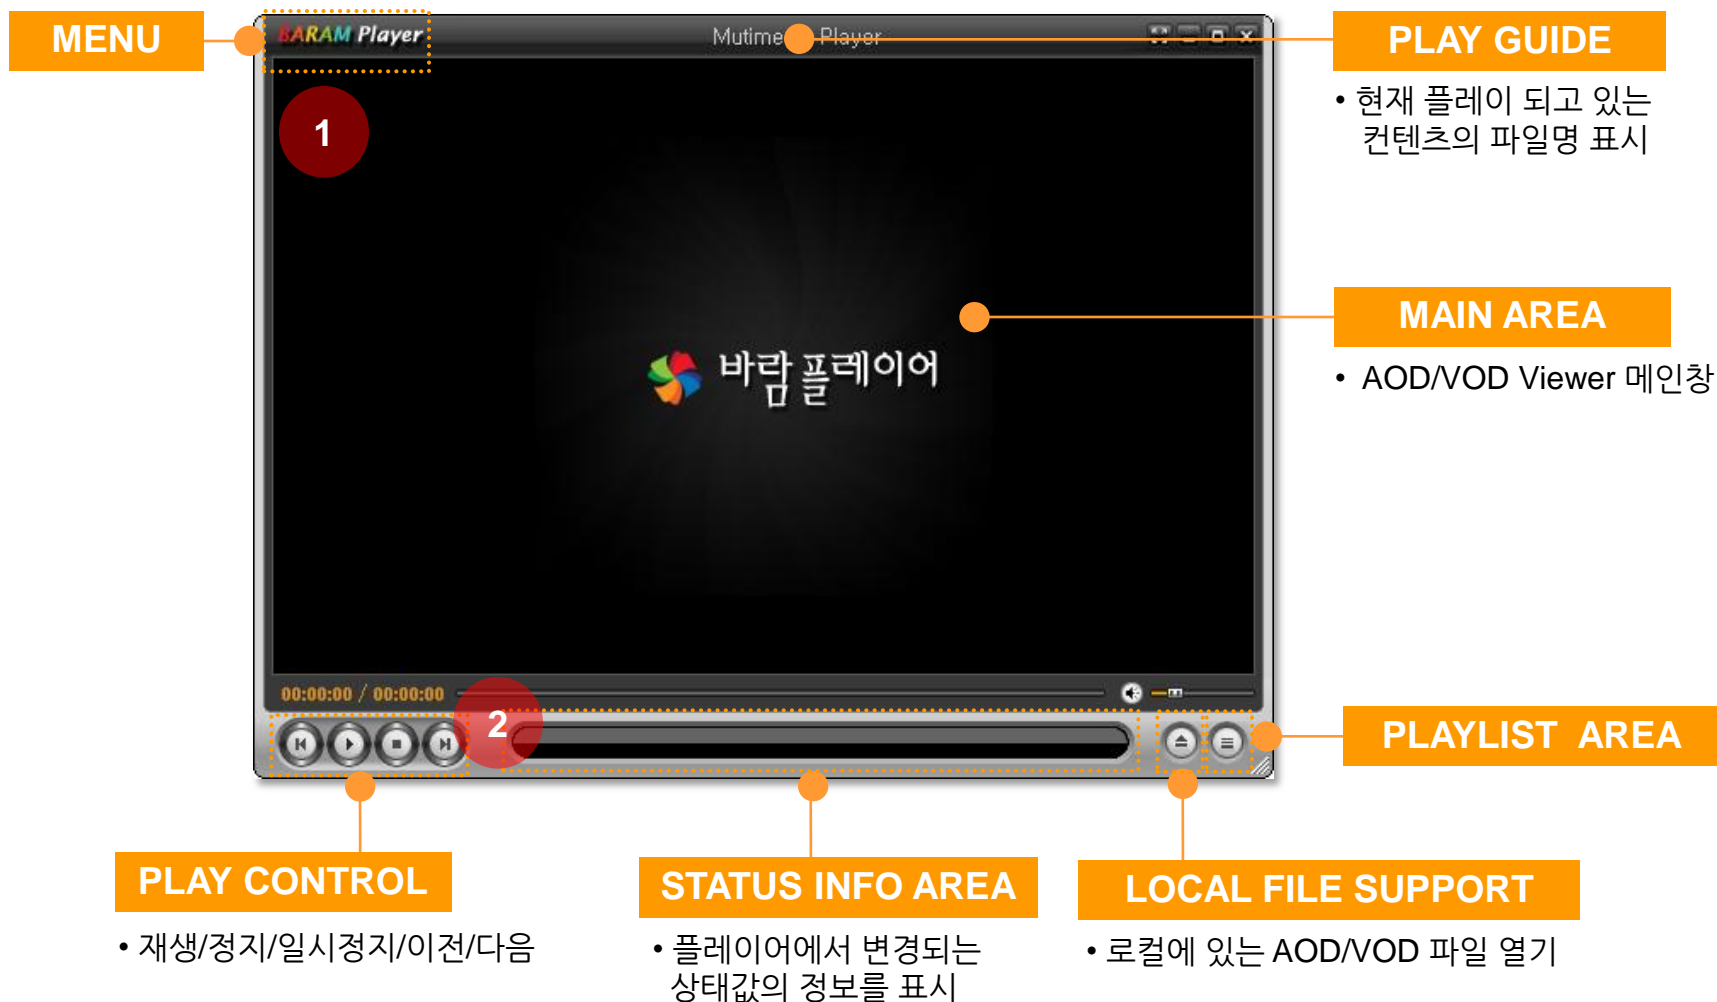 MENU
BARAM Player
Mutime Player
PLAY GUIDE
• 현재 플레이 되고 있는
컨텐츠의 파일명 표시
1
MAIN AREA
• AOD/VOD Viewer 메인창
바람플레이어
00:00:00 / 00:00:00
2
PLAYLIST AREA
PLAY CONTROL
• 재생/정지/일시정지/이전/다음
STATUS INFO AREA
• 플레이어에서 변경되는
상태값의 정보를 표시
LOCAL FILE SUPPORT
• 로컬에 있는 AOD/VOD 파일 열기